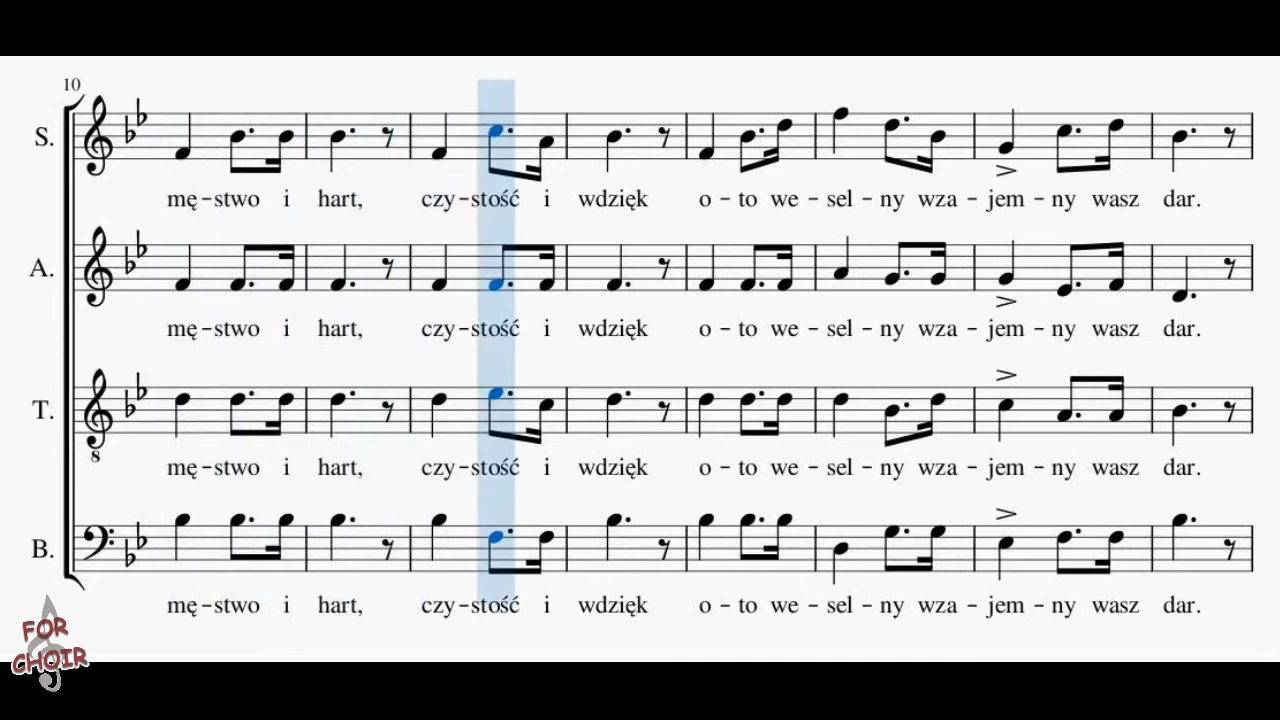 10
S.
mę-stwo i hart, czy-stość i wdzięk o-to we-sel-ny wza-jem-ny wasz dar.
A.
mę-stwo i hart, czy-stość i wdzięk o-to we-sel-ny wza-jem-ny wasz dar.
T.
8
mę-stwo i hart, czy-stość i wdzięk o-to we-sel-ny wza-jem-ny wasz dar.
B.
mę-stwo i hart, czy-stość i wdzięk o-to we-sel-ny wza-jem-ny wasz dar.
FOR
CHOIR